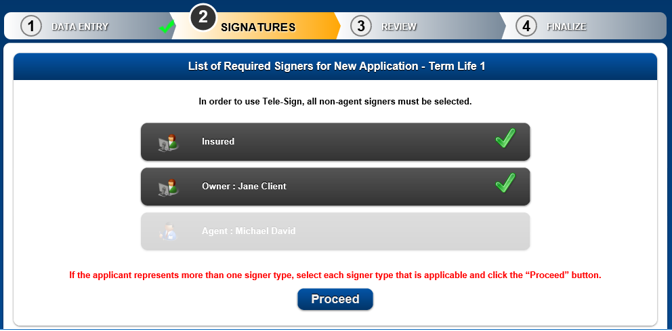 1 DATA ENTRY 2 SIGNATURES 3 REVIEW 4 FINALIZE
List of Required Signers for New Application - Term Life 1
In order to use Tele-Sign, all non-agent signers must be selected.
Insured
Owner : Jane Client
Agent : Michael David
If the applicant represents more than one signer type, select each signer type that is applicable and click the “Proceed” button.
Proceed